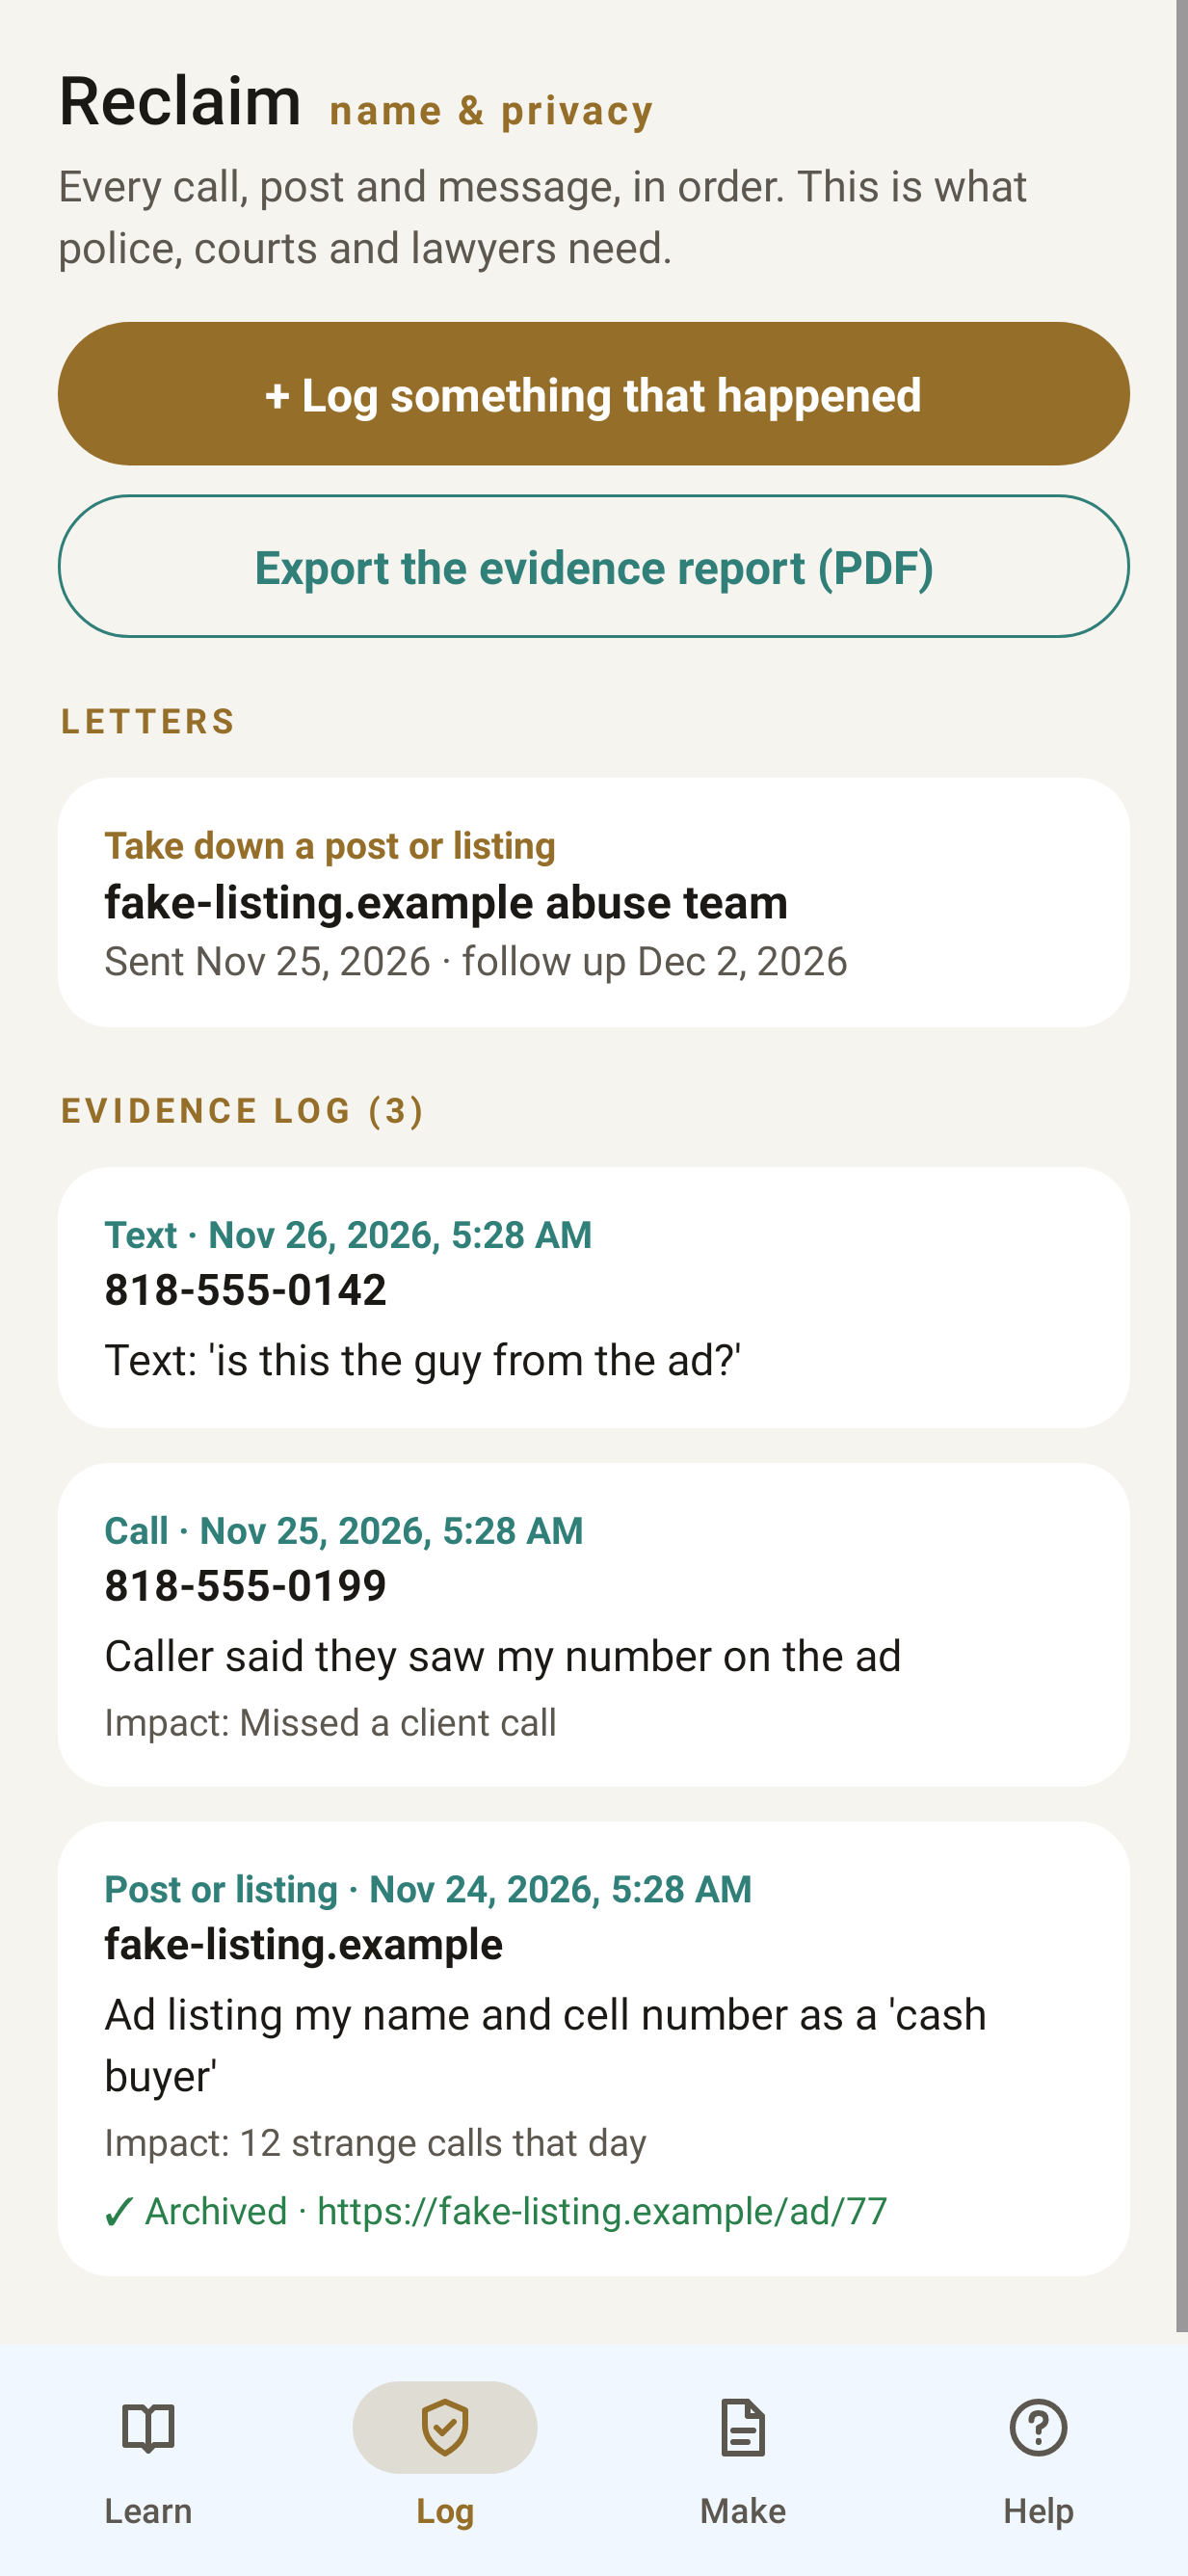 Reclaim name & privacy
Every call, post and message, in order. This is what
police, courts and lawyers need.
+ Log something that happened
Export the evidence report (PDF)
LETTERS
Take down a post or listing
fake-listing.example abuse team
Sent Nov 25, 2026 · follow up Dec 2, 2026
EVIDENCE LOG (3)
Text · Nov 26, 2026, 5:28 AM
818-555-0142
Text: 'is this the guy from the ad?'
Call · Nov 25, 2026, 5:28 AM
818-555-0199
Caller said they saw my number on the ad
Impact: Missed a client call
Post or listing · Nov 24, 2026, 5:28 AM
fake-listing.example
Ad listing my name and cell number as a 'cash
buyer'
Impact: 12 strange calls that day
✓ Archived · https://fake-listing.example/ad/77
Learn
Log
Make
Help